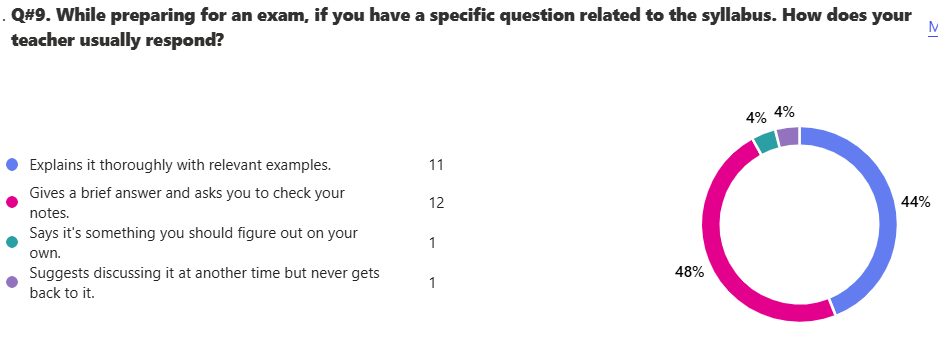 . Q#9. While preparing for an exam, if you have a specific question related to the syllabus. How does your
teacher usually respond?
M
Explains it thoroughly with relevant examples. 11
Gives a brief answer and asks you to check your
notes. 12
Says it's something you should figure out on your
own. 1
Suggests discussing it at another time but never gets
back to it. 1
4% 4%
44%
48%